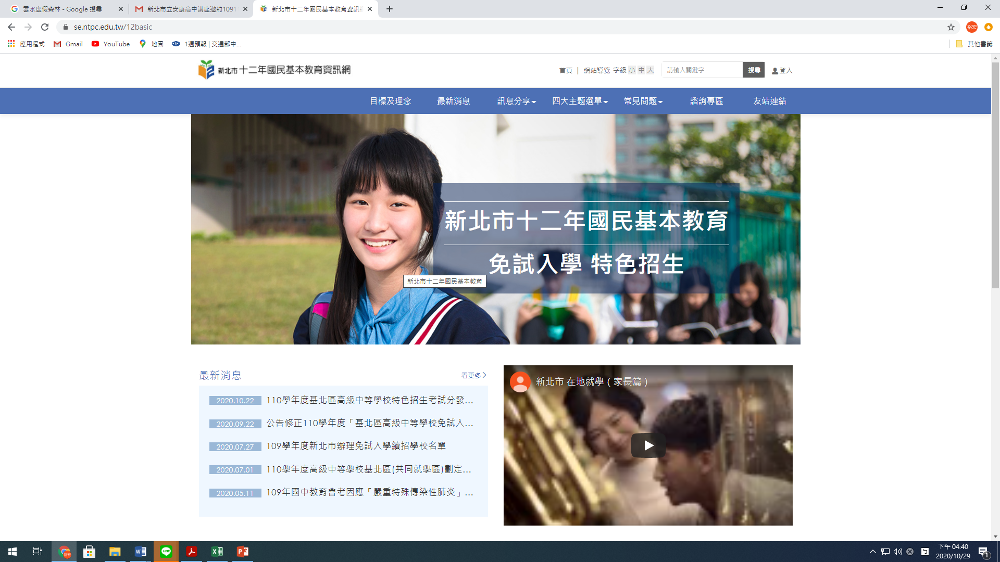 雲水度假森林 - Google 搜尋
新北市立安康高中講座邀約1091
新北市十二年國民基本教育資訊網
se.ntpc.edu.tw/12basic
裕宏
應用程式
Gmail
YouTube
地圖
1週預報 | 交通部中...
其他書籤
新北市 十二年國民基本教育資訊網
首頁 | 網站導覽 字級 小 中 大
請輸入關鍵字
搜尋
登入
目標及理念
最新消息
訊息分享
四大主題選單
常見問題
諮詢專區
友站連結
新北市十二年國民基本教育
免試入學 特色招生
新北市十二年國民基本教育
最新消息
看更多
2020.10.22 110學年度基北區高級中等學校特色招生考試分發...
2020.09.22 公告修正110學年度「基北區高級中等學校免試入...
2020.07.27 109學年度新北市辦理免試入學續招學校名單
2020.07.01 110學年度高級中等學校基北區(共同就學區)劃定...
2020.05.11 109年國中教育會考因應「嚴重特殊傳染性肺炎」...
新北市 在地就學（家長篇）
裕宏
LINE
ㄅ
下午 04:40
2020/10/29
1